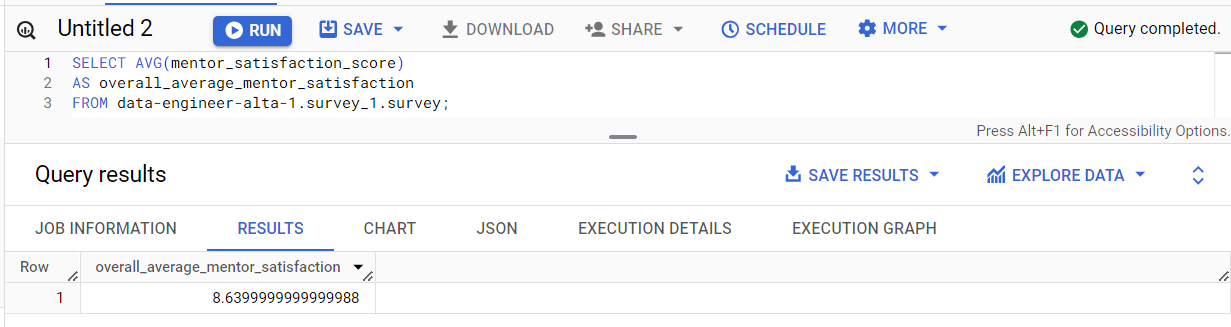 Untitled 2 RUN SAVE DOWNLOAD SHARE SCHEDULE MORE Query completed.
1 SELECT AVG(mentor_satisfaction_score)
2 AS overall_average_mentor_satisfaction
3 FROM data-engineer-alta-1.survey_1.survey;
Press Alt+F1 for Accessibility Options.
Query results SAVE RESULTS EXPLORE DATA
JOB INFORMATION RESULTS CHART JSON EXECUTION DETAILS EXECUTION GRAPH
Row overall_average_mentor_satisfaction
1 8.6399999999999988